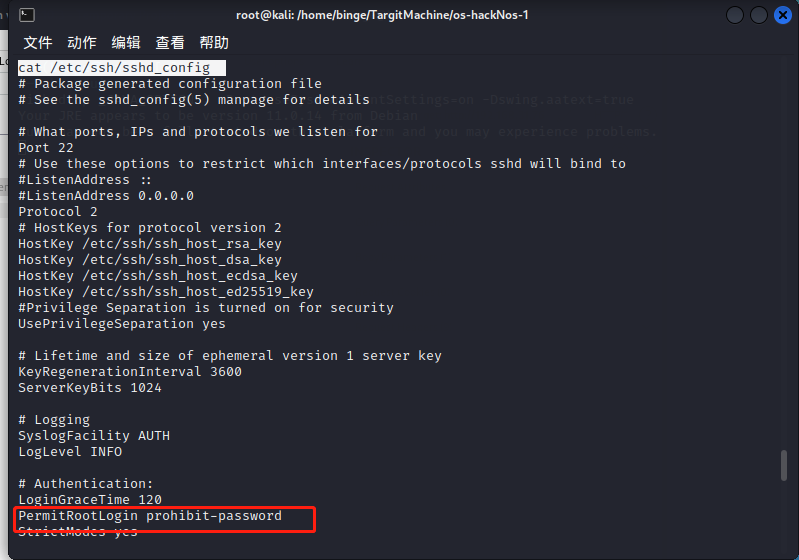 root@kali: /home/binge/TargitMachine/os-hackNos-1
文件 动作 编辑 查看 帮助
cat /etc/ssh/sshd_config
# Package generated configuration file
# See the sshd_config(5) manpage for details
# What ports, IPs and protocols we listen for
Port 22
# Use these options to restrict which interfaces/protocols sshd will bind to
#ListenAddress ::
#ListenAddress 0.0.0.0
Protocol 2
# HostKeys for protocol version 2
HostKey /etc/ssh/ssh_host_rsa_key
HostKey /etc/ssh/ssh_host_dsa_key
HostKey /etc/ssh/ssh_host_ecdsa_key
HostKey /etc/ssh/ssh_host_ed25519_key
#Privilege Separation is turned on for security
UsePrivilegeSeparation yes
# Lifetime and size of ephemeral version 1 server key
KeyRegenerationInterval 3600
ServerKeyBits 1024
# Logging
SyslogFacility AUTH
LogLevel INFO
# Authentication:
LoginGraceTime 120
PermitRootLogin prohibit-password
StrictModes yes